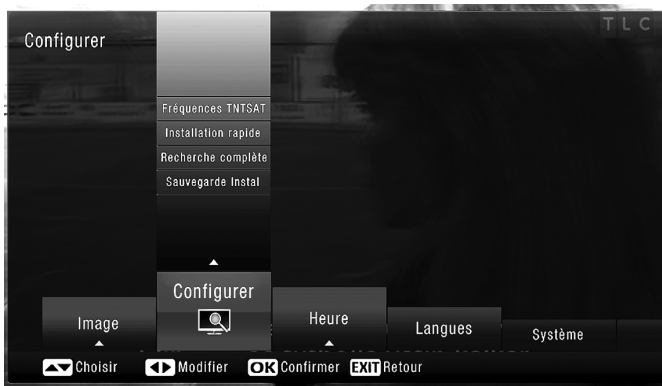 Configurer
TLC
Fréquences TNTSAT
Installation rapide
Recherche complète
Sauvegarde Instal
Configurer
Image
Heure
Langues
Système
Choisir
Modifier
OK Confirmer
EXIT Retour